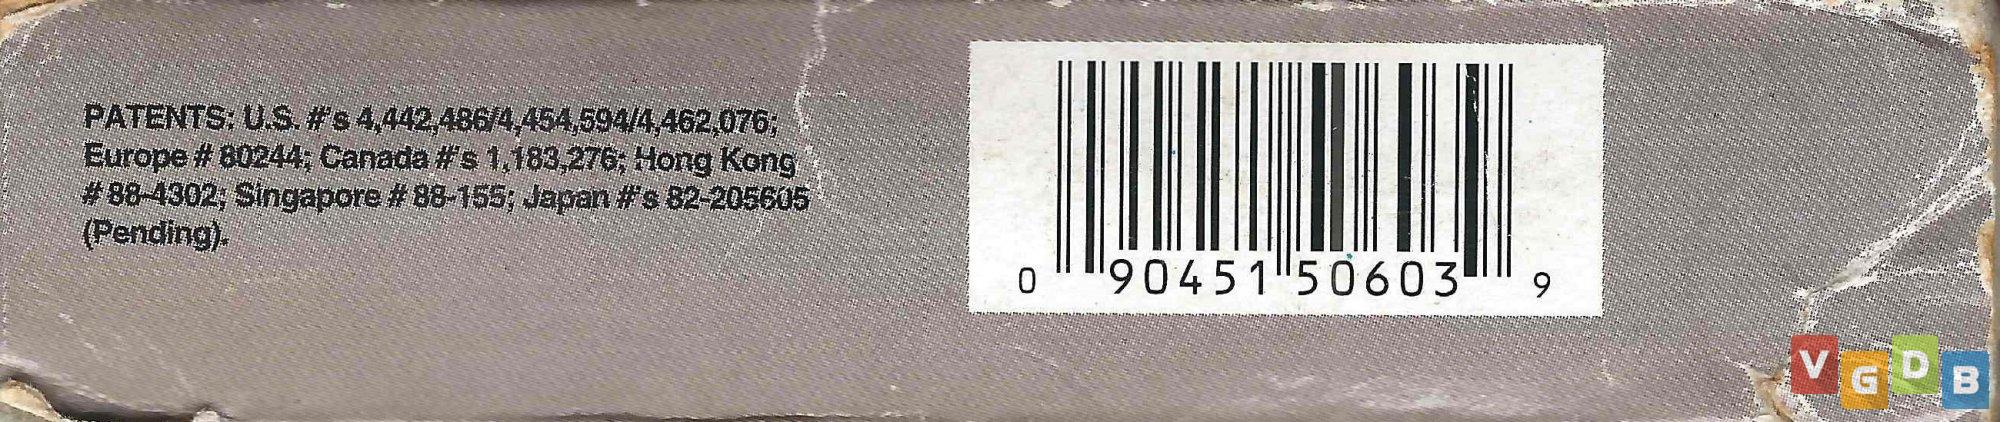 PATENTS: U.S. #'s 4,442,486/4,454,594/4,462,076;
Europe # 80244; Canada #'s 1,183,276; Hong Kong
# 88-4302; Singapore # 88-155; Japan #'s 82-205605
(Pending).
0 90451 50603 9
VGDB